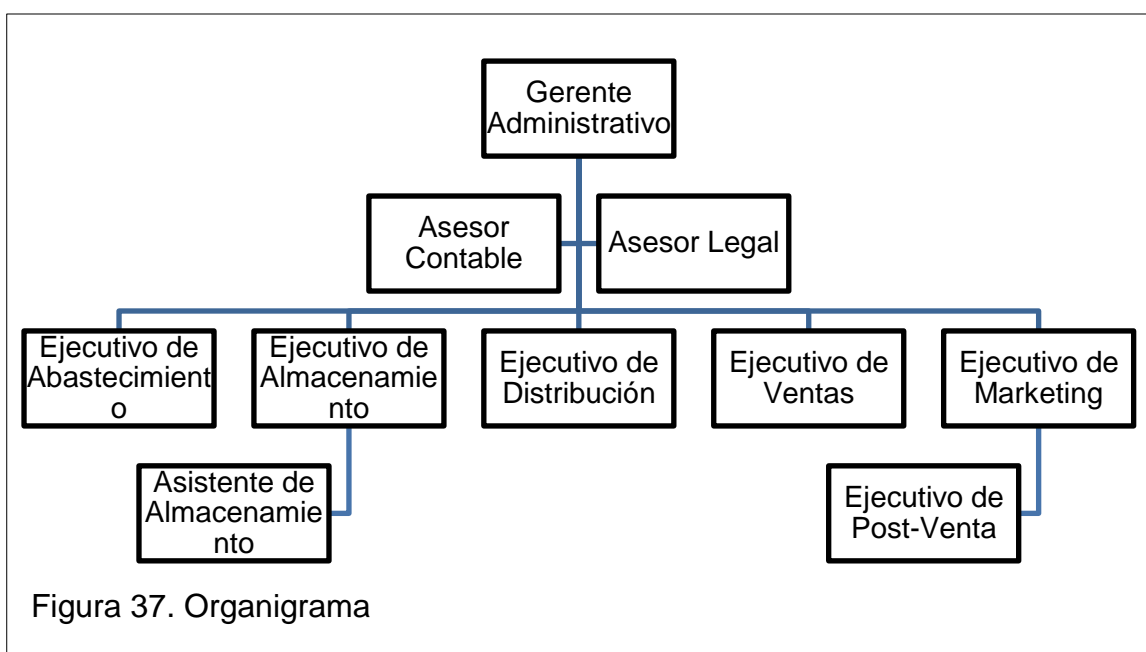 Gerente
Administrativo
Asesor
Contable
Asesor Legal
Ejecutivo de
Abastecimient
o
Ejecutivo de
Almacenamie
nto
Ejecutivo de
Distribución
Ejecutivo de
Ventas
Ejecutivo de
Marketing
Asistente de
Almacenamie
nto
Ejecutivo de
Post-Venta
Figura 37. Organigrama